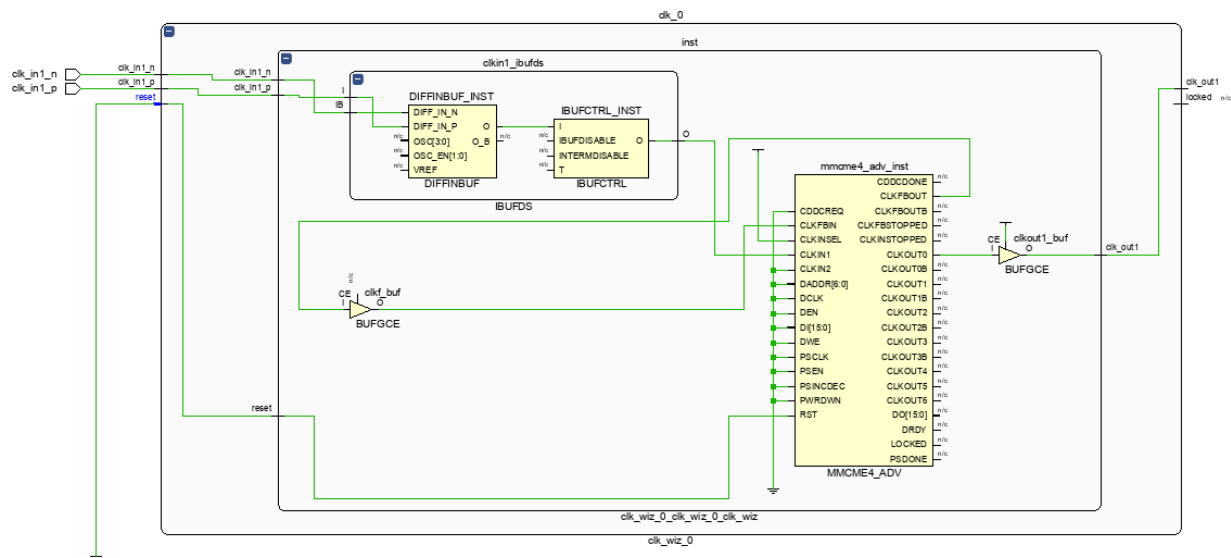 clk_0
inst
clk_in1_n
clk_in1_p
clk_in1_n
clk_in1_p
reset
clk_in1_n
clk_in1_p
clkin1_ibufds
I
IB
DIFFINBUF_INST
DIFF_IN_N
DIFF_IN_P
n/c OSC[3:0]
n/c OSC_EN[1:0]
n/c VREF
O
O_B n/c
DIFFINBUF
IBUFCTRL_INST
I
n/c IBUFDISABLE
n/c INTERMDISABLE
n/c T
O
IBUFCTRL
O
IBUFDS
n/c
CE clkf_buf
I O
BUFGCE
mmcme4_adv_inst
CDDCREQ
CLKFBIN
CLKINSEL
CLKIN1
CLKIN2
DADDR[6:0]
DCLK
DEN
DI[15:0]
DWE
PSCLK
PSEN
PSINCDEC
PWRDWN
RST
CDDCDONE n/c
CLKFBOUT
CLKFBOUTB n/c
CLKFBSTOPPED n/c
CLKINSTOPPED n/c
CLKOUT0
CLKOUT0B n/c
CLKOUT1 n/c
CLKOUT1B n/c
CLKOUT2 n/c
CLKOUT2B n/c
CLKOUT3 n/c
CLKOUT3B n/c
CLKOUT4 n/c
CLKOUT5 n/c
CLKOUT6 n/c
DO[15:0] n/c
DRDY n/c
LOCKED n/c
PSDONE n/c
MMCME4_ADV
CE clkout1_buf
I O
BUFGCE
clk_out1
clk_out1
locked n/c
reset
clk_wiz_0_clk_wiz_0_clk_wiz
clk_wiz_0